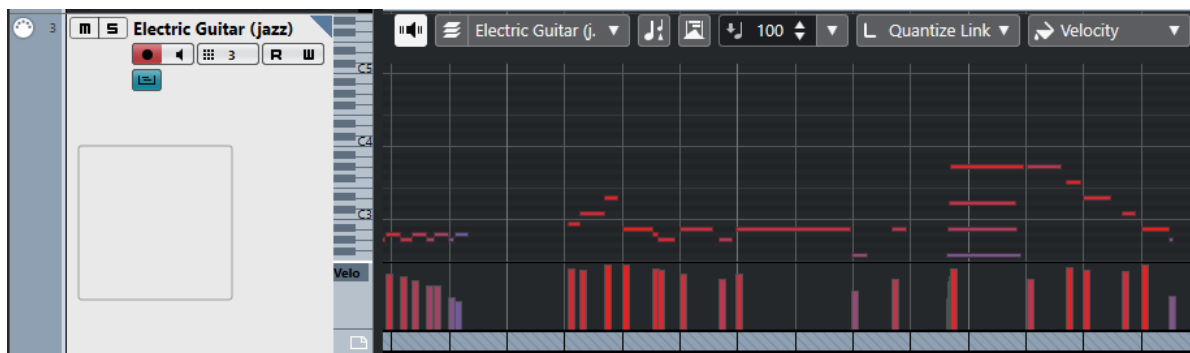 3 m S Electric Guitar (jazz)
3 R W
Electric Guitar (j. 100 L Quantize Link Velocity
C5
C4
C3
Velo